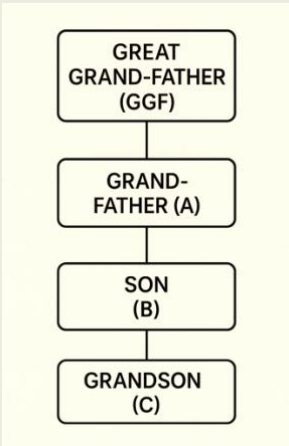 GREAT
GRAND-FATHER
(GGF)
GRAND-
FATHER (A)
SON
(B)
GRANDSON
(C)